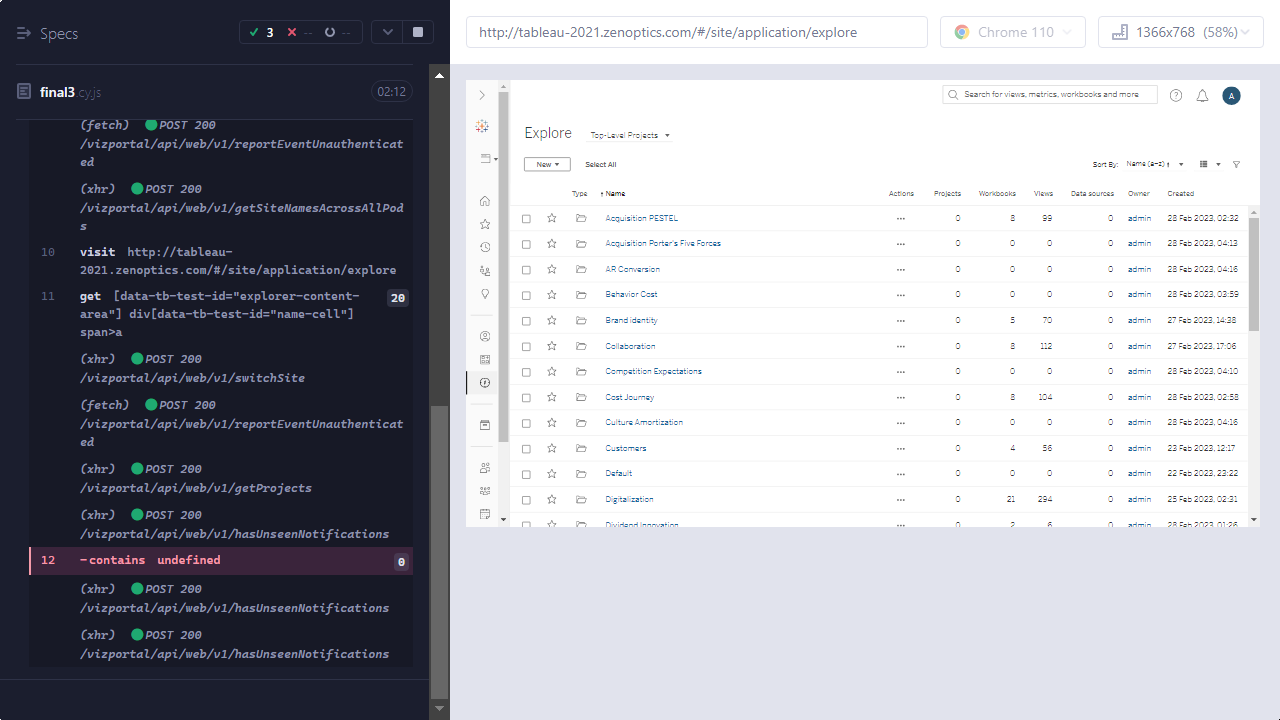 Specs
3
--
--
final3.cy.js
02:12
(fetch) POST 200
/vizportal/api/web/v1/reportEventUnauthenticat
ed
(xhr) POST 200
/vizportal/api/web/v1/getSiteNamesAcrossAllPod
s
10 visit http://tableau-
2021.zenoptics.com/#/site/application/explore
11 get [data-tb-test-id="explorer-content-
area"] div[data-tb-test-id="name-cell"]
span>a
20
(xhr) POST 200
/vizportal/api/web/v1/switchSite
(fetch) POST 200
/vizportal/api/web/v1/reportEventUnauthenticat
ed
(xhr) POST 200
/vizportal/api/web/v1/getProjects
(xhr) POST 200
/vizportal/api/web/v1/hasUnseenNotifications
12 -contains undefined 0
(xhr) POST 200
/vizportal/api/web/v1/hasUnseenNotifications
(xhr) POST 200
/vizportal/api/web/v1/hasUnseenNotifications
http://tableau-2021.zenoptics.com/#/site/application/explore
Chrome 110
1366x768 (58%)
Search for views, metrics, workbooks and more
A
Explore
Top-Level Projects
New
Select All
Sort By: Name (a–z) ↑
Type ↑ Name Actions Projects Workbooks Views Data sources Owner Created
Acquisition PESTEL ··· 0 8 99 0 admin 28 Feb 2023, 02:32
Acquisition Porter's Five Forces ··· 0 0 0 0 admin 28 Feb 2023, 04:13
AR Conversion ··· 0 0 0 0 admin 28 Feb 2023, 04:16
Behavior Cost ··· 0 0 0 0 admin 28 Feb 2023, 03:59
Brand identity ··· 0 5 70 0 admin 27 Feb 2023, 14:38
Collaboration ··· 0 8 112 0 admin 27 Feb 2023, 17:06
Competition Expectations ··· 0 0 0 0 admin 28 Feb 2023, 04:10
Cost Journey ··· 0 8 104 0 admin 28 Feb 2023, 02:58
Culture Amortization ··· 0 0 0 0 admin 28 Feb 2023, 04:16
Customers ··· 0 4 56 0 admin 23 Feb 2023, 12:17
Default ··· 0 0 0 0 admin 22 Feb 2023, 23:22
Digitalization ··· 0 21 294 0 admin 25 Feb 2023, 02:31
Dividend Innovation ··· 0 2 6 0 admin 28 Feb 2023, 01:26